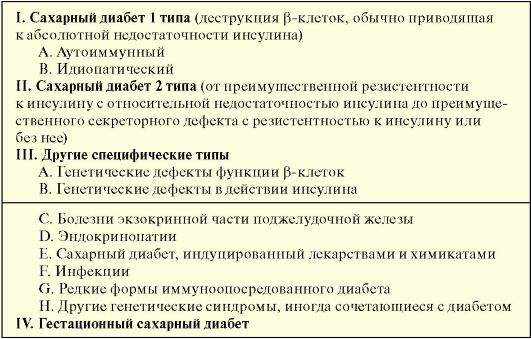 I. Сахарный диабет 1 типа (деструкция β-клеток, обычно приводящая
к абсолютной недостаточности инсулина)
A. Аутоиммунный
B. Идиопатический
II. Сахарный диабет 2 типа (от преимущественной резистентности
к инсулину с относительной недостаточностью инсулина до преимуще-
ственного секреторного дефекта с резистентностью к инсулину или
без нее)
III. Другие специфические типы
A. Генетические дефекты функции β-клеток
B. Генетические дефекты в действии инсулина
C. Болезни экзокринной части поджелудочной железы
D. Эндокринопатии
E. Сахарный диабет, индуцированный лекарствами и химикатами
F. Инфекции
G. Редкие формы иммуноопосредованного диабета
H. Другие генетические синдромы, иногда сочетающиеся с диабетом
IV. Гестационный сахарный диабет